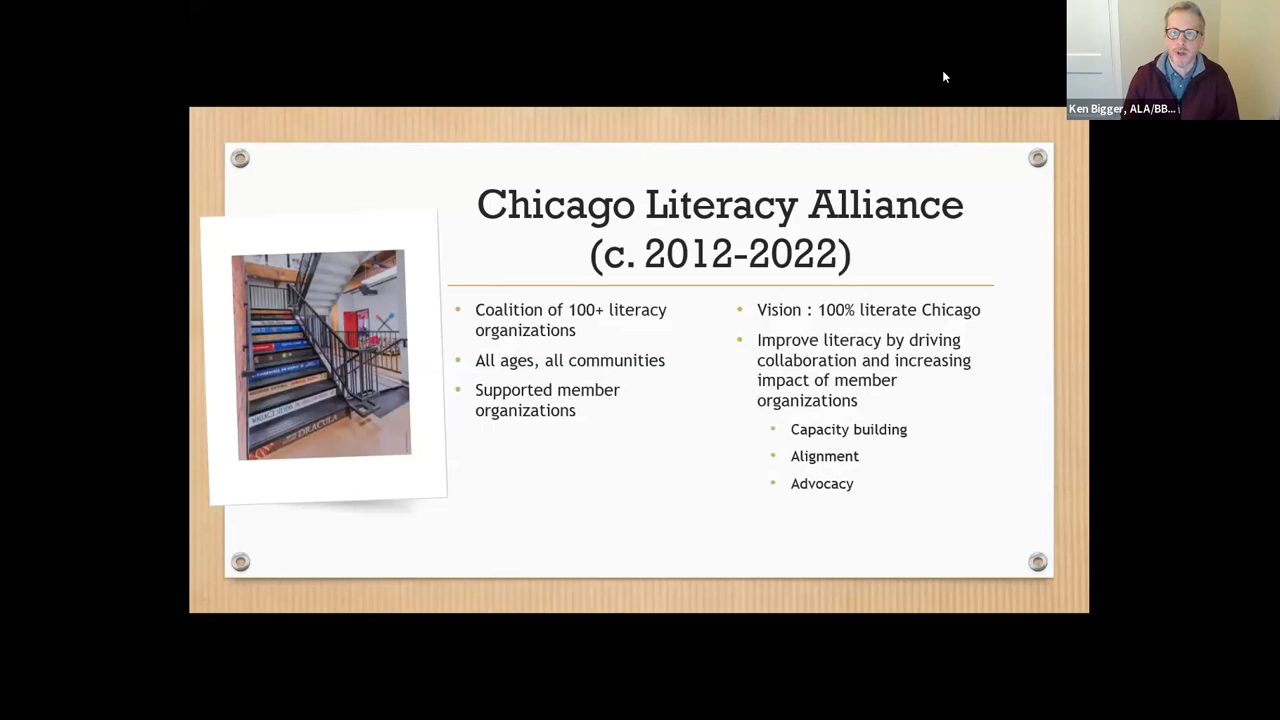 Ken Bigger, ALA/BB...
Chicago Literacy Alliance
(c. 2012-2022)
• Coalition of 100+ literacy
organizations
• All ages, all communities
• Supported member
organizations
• Vision : 100% literate Chicago
• Improve literacy by driving
collaboration and increasing
impact of member
organizations
• Capacity building
• Alignment
• Advocacy
DRACULA